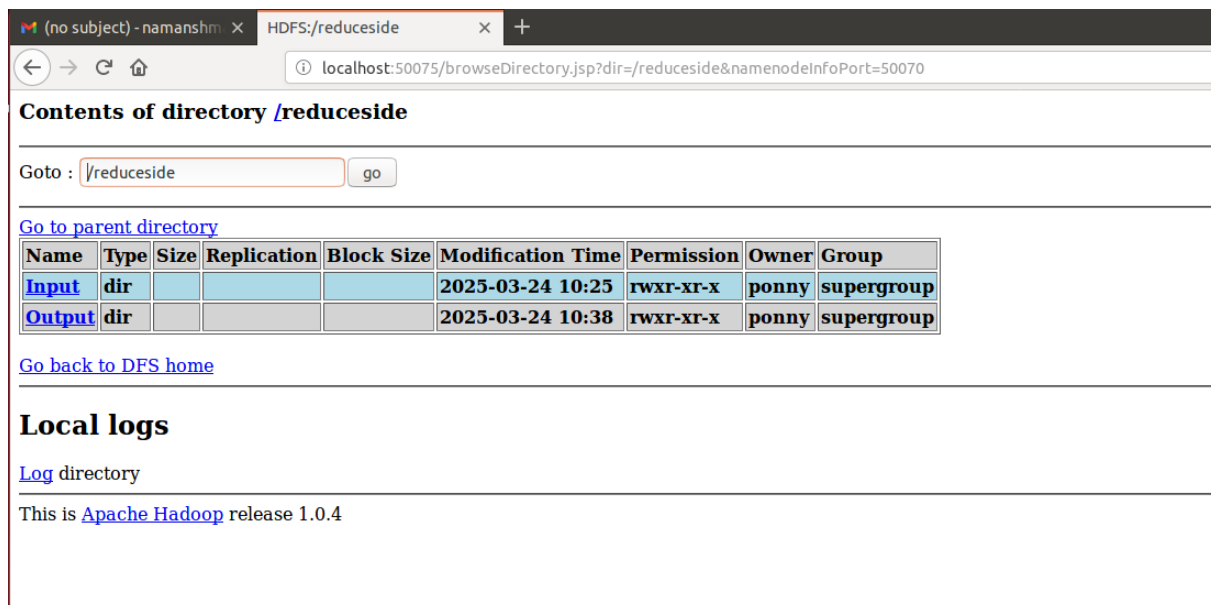 (no subject) - namanshm
HDFS:/reduceside
localhost:50075/browseDirectory.jsp?dir=/reduceside&namenodeInfoPort=50070
Contents of directory //reduceside
Goto : /reduceside go
Go to parent directory
Name Type Size Replication Block Size Modification Time Permission Owner Group
Input dir 2025-03-24 10:25 rwxr-xr-x ponny supergroup
Output dir 2025-03-24 10:38 rwxr-xr-x ponny supergroup
Go back to DFS home
Local logs
Log directory
This is Apache Hadoop release 1.0.4